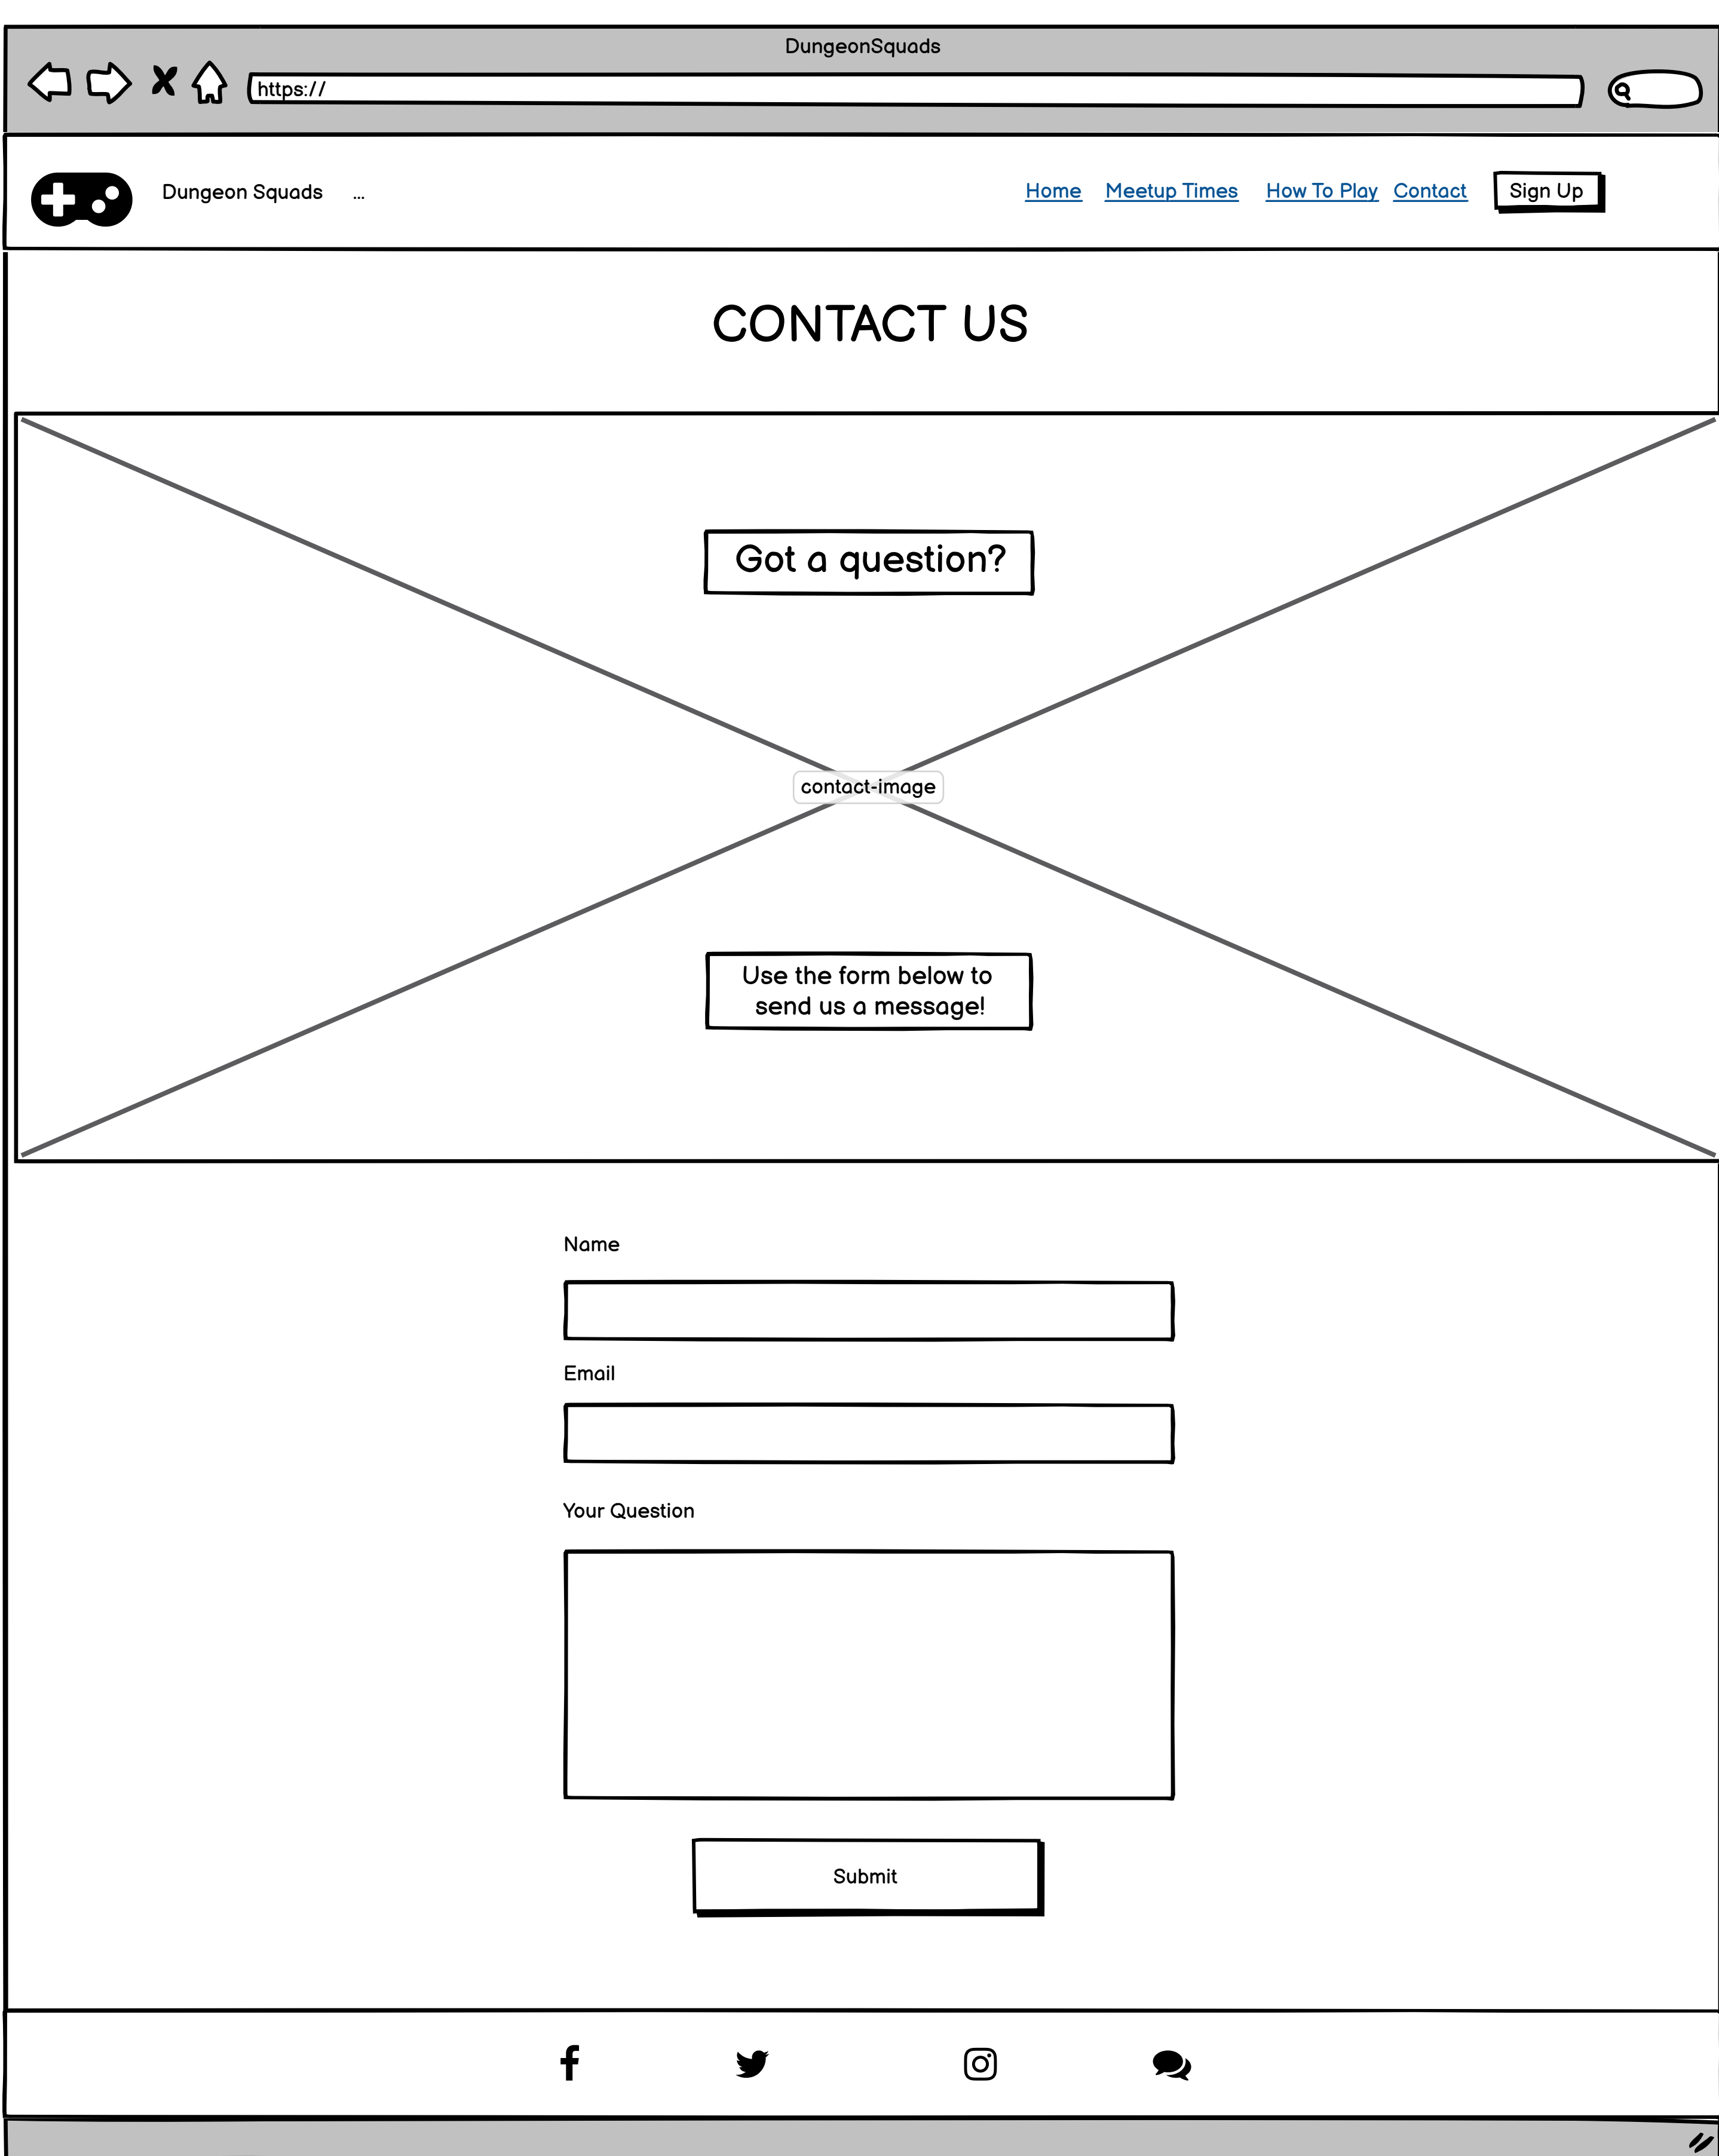 DungeonSquads
https://
Dungeon Squads ... Home Meetup Times How To Play Contact Sign Up
CONTACT US
Got a question?
contact-image
Use the form below to
send us a message!
Name
Email
Your Question
Submit